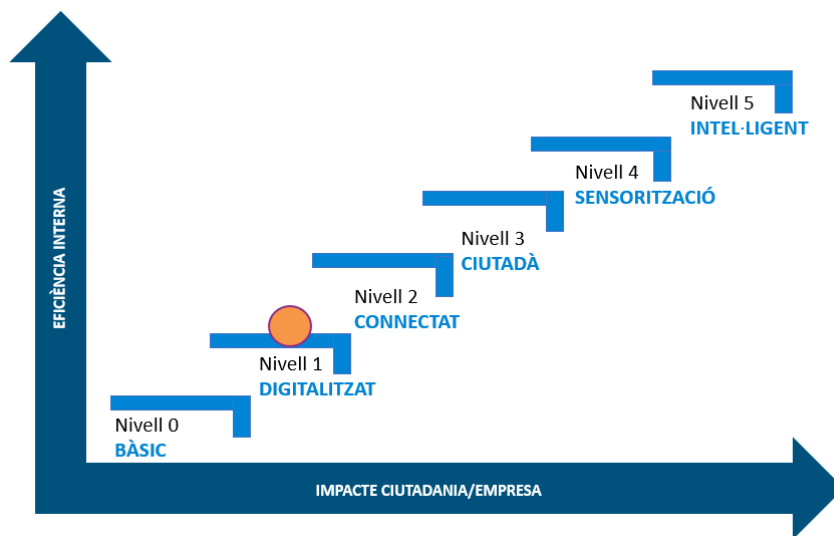 EFICIÈNCIA INTERNA
Nivell 5
INTEL·LIGENT
Nivell 4
SENSORITZACIÓ
Nivell 3
CIUTADÀ
Nivell 2
CONNECTAT
Nivell 1
DIGITALITZAT
Nivell 0
BÀSIC
IMPACTE CIUTADANIA/EMPRESA